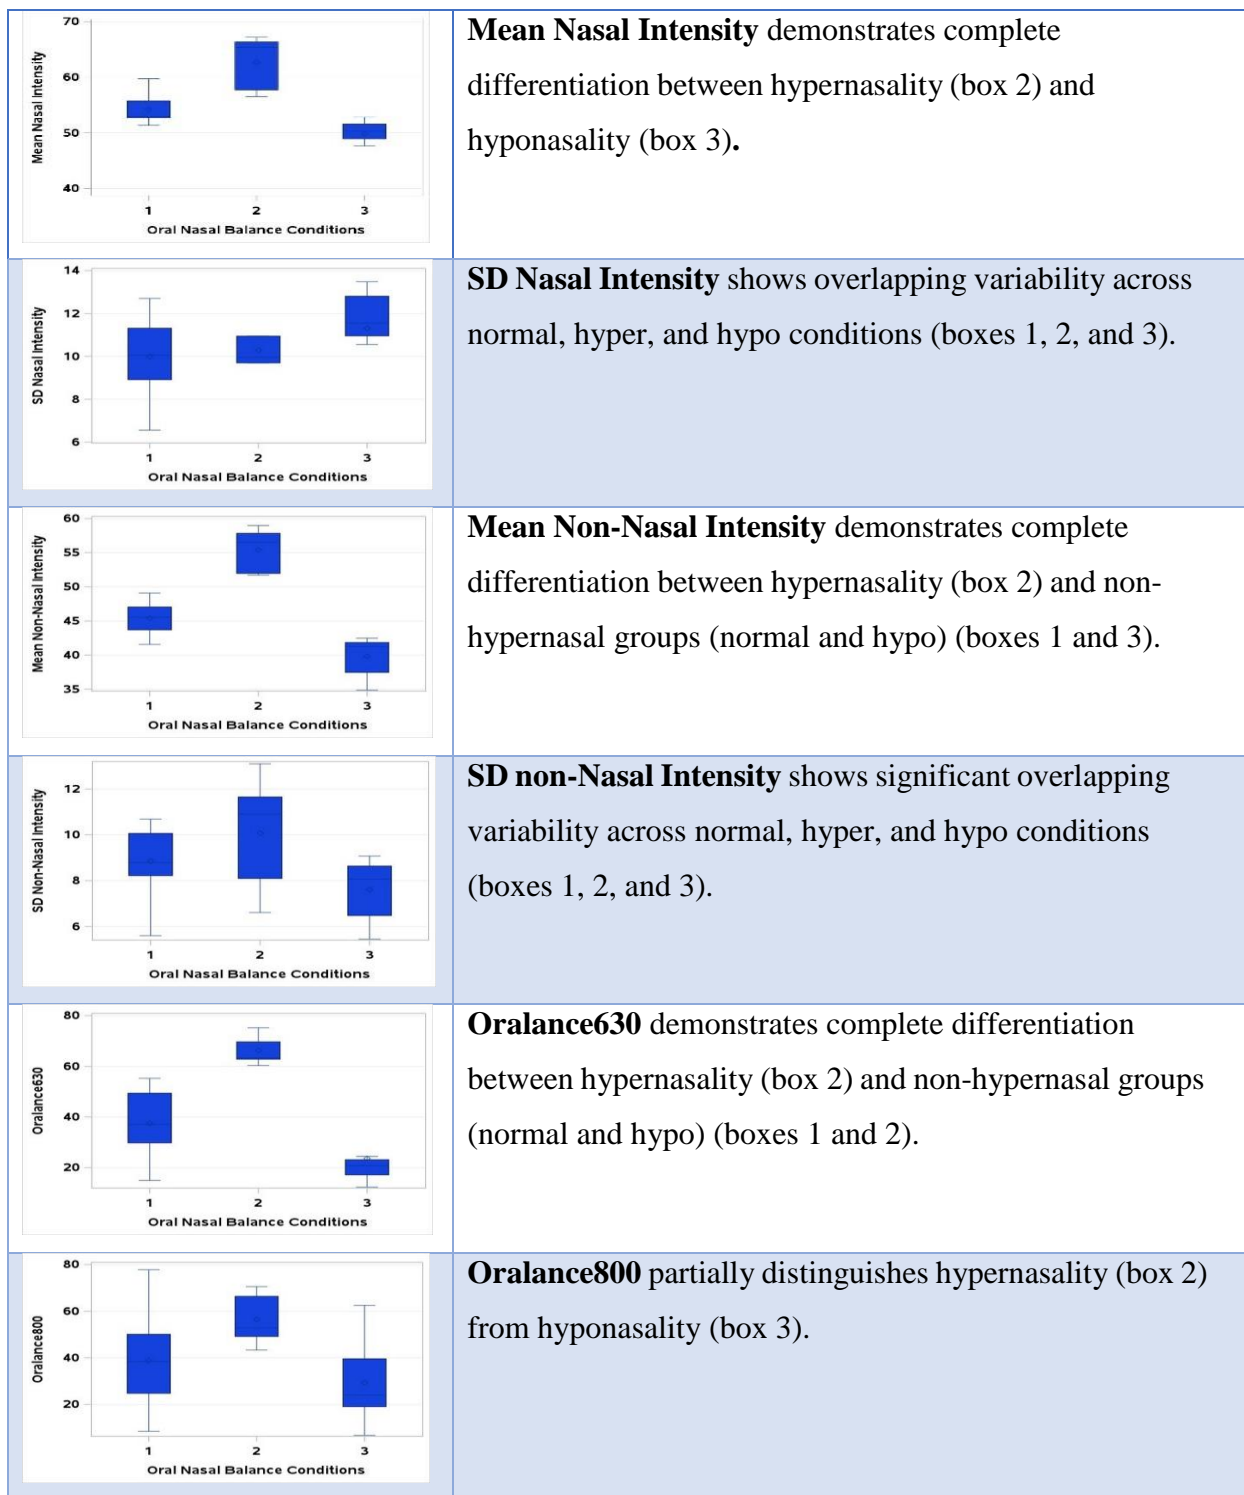 70
60
50
40
Mean Nasal Intensity
1 2 3
Oral Nasal Balance Conditions
Mean Nasal Intensity demonstrates complete
differentiation between hypernasality (box 2) and
hyponasality (box 3).
14
12
10
8
6
SD Nasal Intensity
1 2 3
Oral Nasal Balance Conditions
SD Nasal Intensity shows overlapping variability across
normal, hyper, and hypo conditions (boxes 1, 2, and 3).
60
55
50
45
40
35
Mean Non-Nasal Intensity
1 2 3
Oral Nasal Balance Conditions
Mean Non-Nasal Intensity demonstrates complete
differentiation between hypernasality (box 2) and non-
hypernasal groups (normal and hypo) (boxes 1 and 3).
12
10
8
6
SD Non-Nasal Intensity
1 2 3
Oral Nasal Balance Conditions
SD non-Nasal Intensity shows significant overlapping
variability across normal, hyper, and hypo conditions
(boxes 1, 2, and 3).
80
60
40
20
Oralance630
1 2 3
Oral Nasal Balance Conditions
Oralance630 demonstrates complete differentiation
between hypernasality (box 2) and non-hypernasal groups
(normal and hypo) (boxes 1 and 2).
80
60
40
20
Oralance800
1 2 3
Oral Nasal Balance Conditions
Oralance800 partially distinguishes hypernasality (box 2)
from hyponasality (box 3).